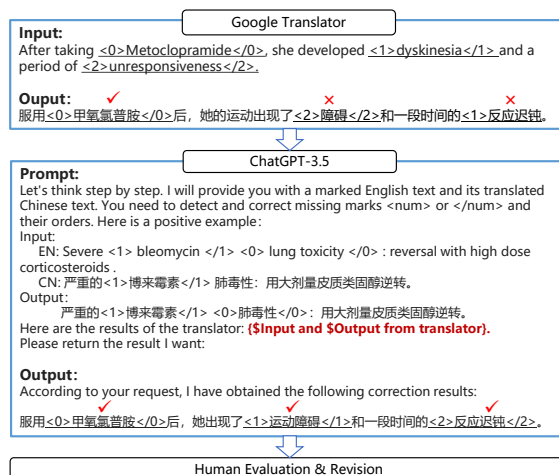 Google Translator
Input:
After taking <0>Metoclopramide</0>, she developed <1>dyskinesia</1> and a
period of <2>unresponsiveness</2>.
Ouput:
服用<0>甲氧氯普胺</0>后，她的运动出现了<2>障碍</2>和一段时间的<1>反应迟钝。
ChatGPT-3.5
Prompt:
Let's think step by step. I will provide you with a marked English text and its translated
Chinese text. You need to detect and correct missing marks <num> or </num> and
their orders. Here is a positive example:
Input:
EN: Severe <1> bleomycin </1> <0> lung toxicity </0> : reversal with high dose
corticosteroids .
CN: 严重的<1>博来霉素</1> 肺毒性：用大剂量皮质类固醇逆转。
Output:
严重的<1>博来霉素</1> <0>肺毒性</0>：用大剂量皮质类固醇逆转。
Here are the results of the translator: {$Input and $Output from translator}.
Please return the result I want:
Output:
According to your request, I have obtained the following correction results:
服用<0>甲氧氯普胺</0>后，她出现了<1>运动障碍</1>和一段时间的<2>反应迟钝</2>。
Human Evaluation & Revision